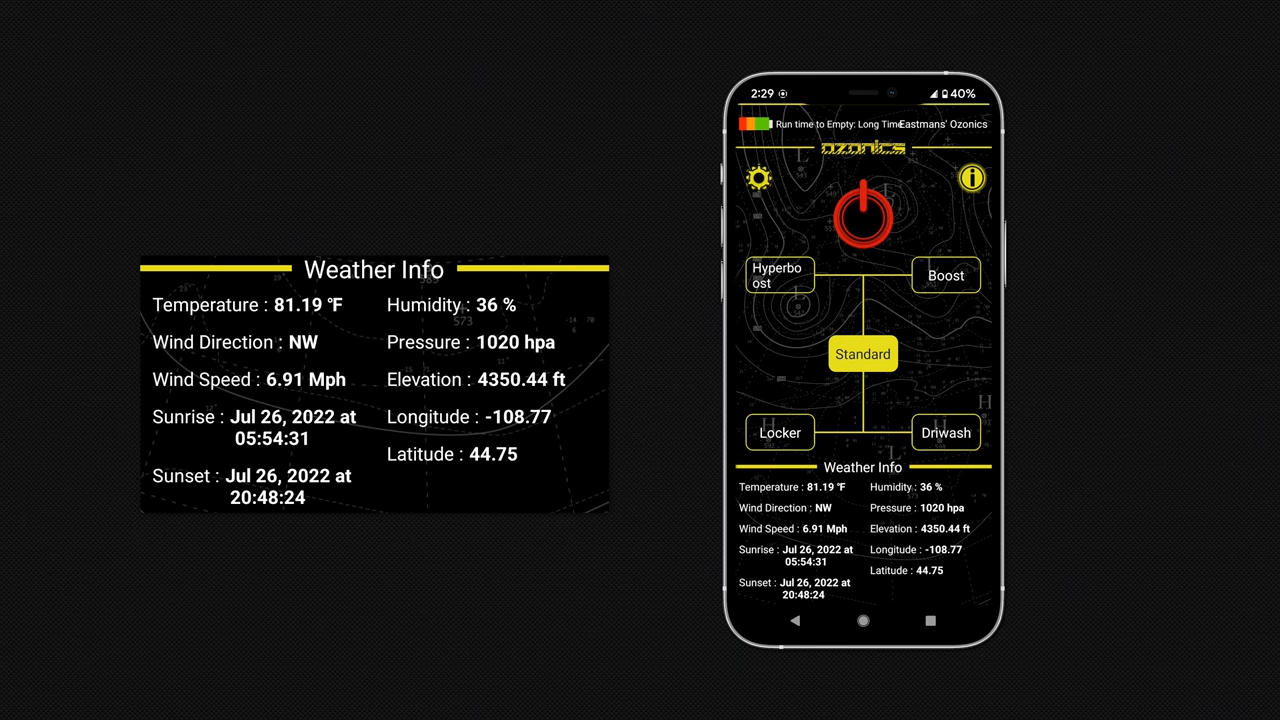 Weather Info
Temperature : 81.19 °F
Humidity : 36 %
Wind Direction : NW
Pressure : 1020 hpa
Wind Speed : 6.91 Mph
Elevation : 4350.44 ft
Sunrise : Jul 26, 2022 at
05:54:31
Longitude : -108.77
Latitude : 44.75
Sunset : Jul 26, 2022 at
20:48:24
573
2:29
40%
Run time to Empty: Long Time
Eastmans' Ozonics
OZONICS
L
Hyperbo
ost
Boost
L
Standard
H
Locker
Driwash
L
Weather Info
Temperature : 81.19 °F
Humidity : 36 %
Wind Direction : NW
Pressure : 1020 hpa
Wind Speed : 6.91 Mph
Elevation : 4350.44 ft
Sunrise : Jul 26, 2022 at
05:54:31
Longitude : -108.77
Latitude : 44.75
Sunset : Jul 26, 2022 at
20:48:24